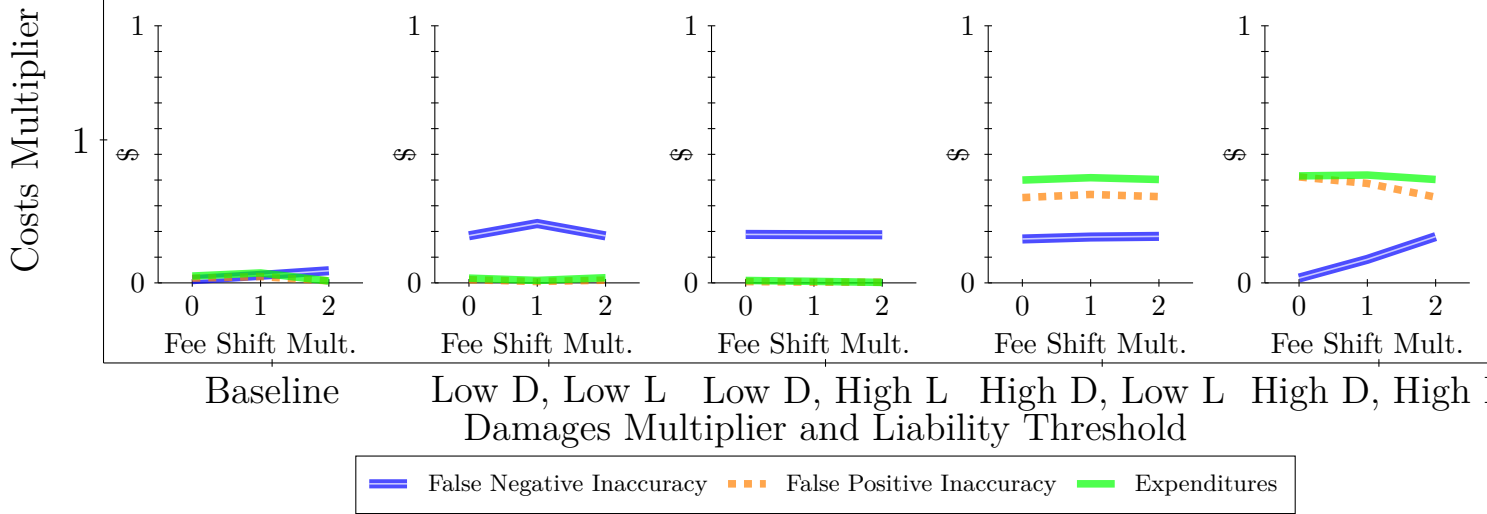 Costs Multiplier
1
1
$
0
0 1 2
Fee Shift Mult.
1
$
0
0 1 2
Fee Shift Mult.
1
$
0
0 1 2
Fee Shift Mult.
1
$
0
0 1 2
Fee Shift Mult.
1
$
0
0 1 2
Fee Shift Mult.
Baseline Low D, Low L Low D, High L High D, Low L High D, High
Damages Multiplier and Liability Threshold
False Negative Inaccuracy False Positive Inaccuracy Expenditures